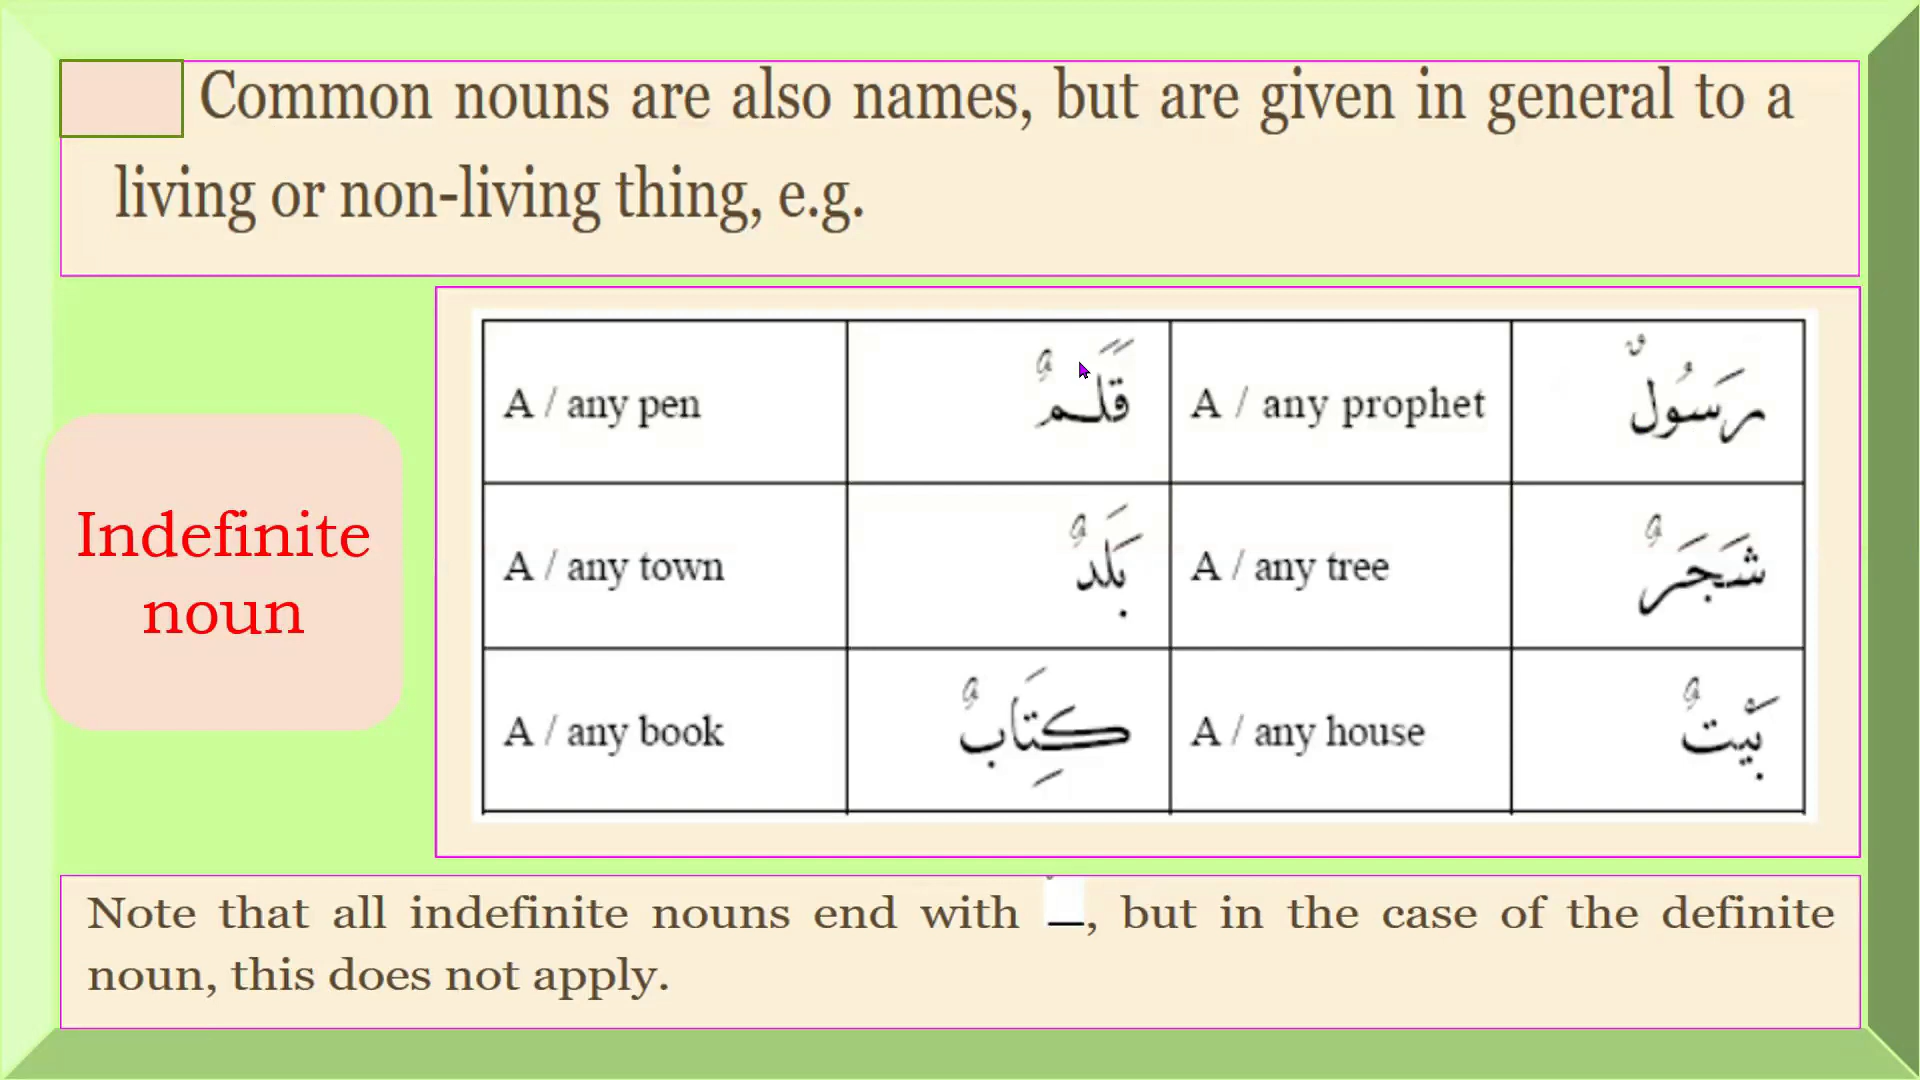 Common nouns are also names, but are given in general to a
living or non-living thing, e.g.
Indefinite
noun
A / any pen قَلَمٌ A / any prophet رَسُولٌ
A / any town بَلَدٌ A / any tree شَجَرٌ
A / any book كِتَابٌ A / any house بَيْتٌ
Note that all indefinite nouns end with , but in the case of the definite
noun, this does not apply.